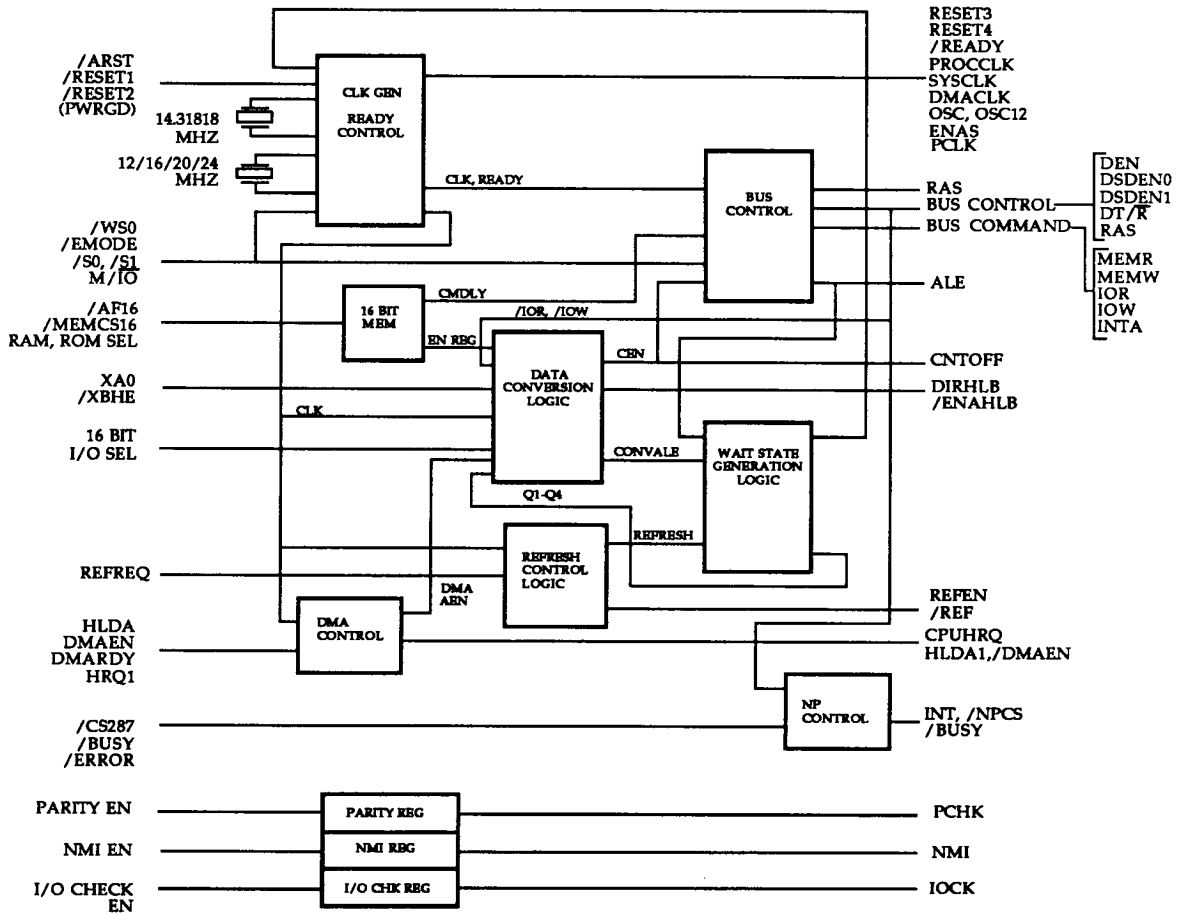 /ARST
/RESET1
/RESET2
(PWRGD)
14.31818
MHZ
12/16/20/24
MHZ
CLK GEN
READY
CONTROL
RESET3
RESET4
/READY
PROCCLK
SYSCLK
DMACLK
OSC, OSC12
ENAS
PCLK
CLK, READY
BUS
CONTROL
RAS
BUS CONTROL
BUS COMMAND
ALE
DEN
DSDEN0
DSDEN1
DT/R̅
RAS
MEMR
MEMW
IOR
IOW
INTA
/WS0
/EMODE
/S0, /S1
M/I̅O̅
/AF16
/MEMCS16
RAM, ROM SEL
16 BIT
MEM
CMDLY
EN REG
/IOR, /IOW
DATA
CONVERSION
LOGIC
CEN
CNTOFF
DIRHLB
/ENAHLB
XA0
/XBHE
CLK
16 BIT
I/O SEL
CONVALE
WAIT STATE
GENERATION
LOGIC
Q1-Q4
REFREQ
REFRESH
CONTROL
LOGIC
REFRESH
REFEN
/REF
DMA
AEN
HLDA
DMAEN
DMARDY
HRQ1
DMA
CONTROL
CPUHRQ
HLDA1,/DMAEN
/CS287
/BUSY
/ERROR
NP
CONTROL
INT, /NPCS
/BUSY
PARITY EN
PARITY REG
PCHK
NMI EN
NMI REG
NMI
I/O CHECK
EN
I/O CHK REG
IOCK